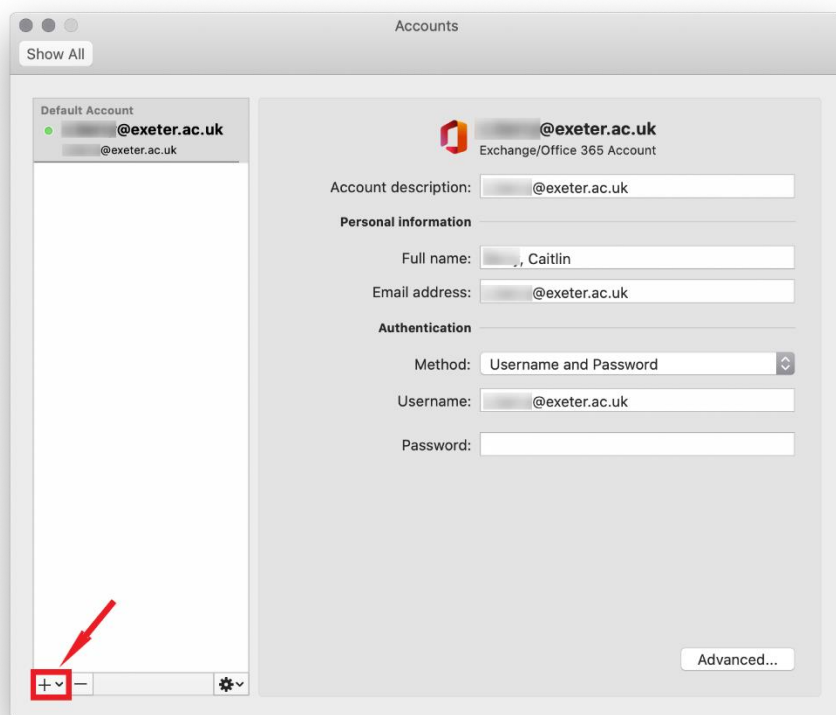 Accounts
Show All
Default Account
@exeter.ac.uk
@exeter.ac.uk
@exeter.ac.uk
Exchange/Office 365 Account
Account description: @exeter.ac.uk
Personal information
Full name: , Caitlin
Email address: @exeter.ac.uk
Authentication
Method: Username and Password
Username: @exeter.ac.uk
Password:
Advanced...